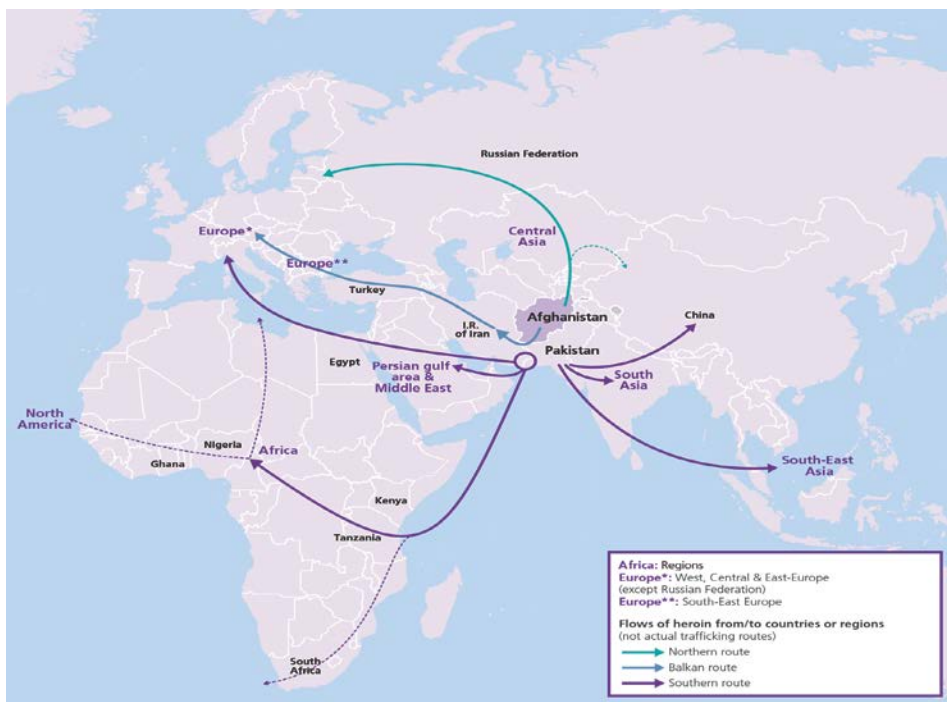 Russian Federation
Central
Asia
Europe*
Europe**
Turkey
Afghanistan
I.R.
of Iran
China
Pakistan
Egypt
Persian gulf
area &
Middle East
South
Asia
North
America
Nigeria
Africa
Ghana
South-East
Asia
Kenya
Tanzania
South
Africa
Africa: Regions
Europe*: West, Central & East-Europe
(except Russian Federation)
Europe**: South-East Europe
Flows of heroin from/to countries or regions
(not actual trafficking routes)
Northern route
Balkan route
Southern route